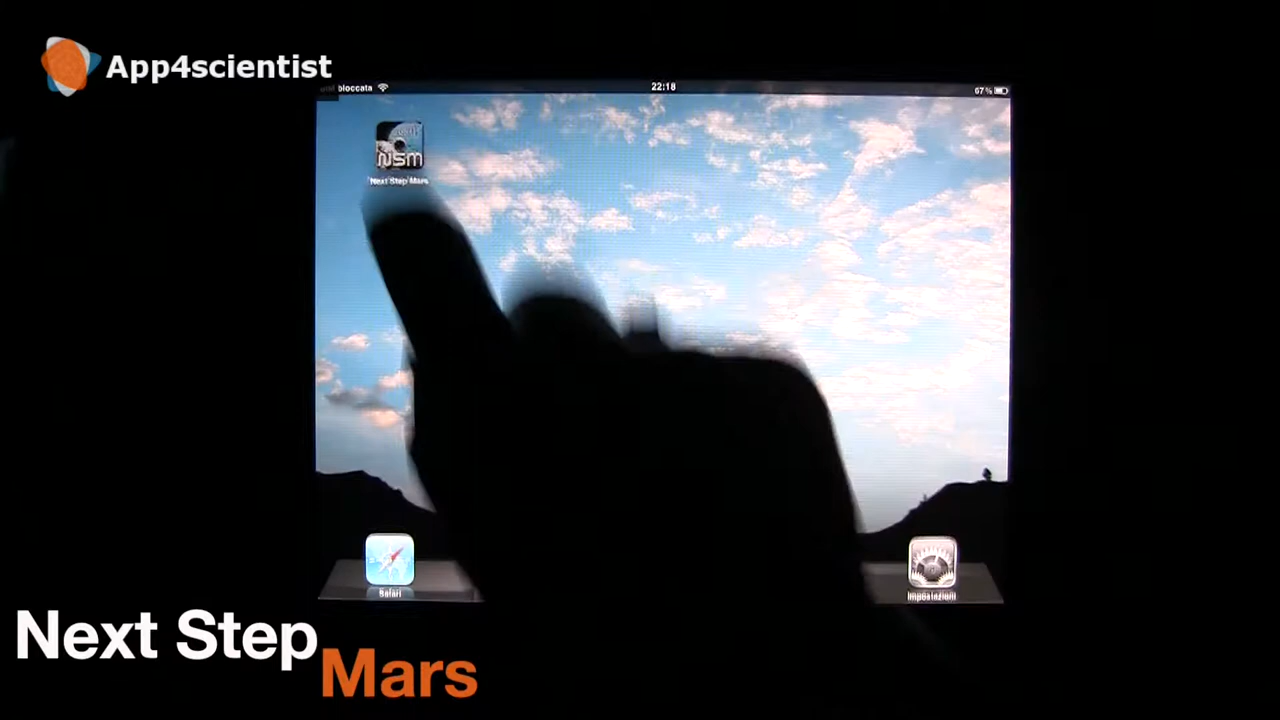 App4scientist
bloccata
22:18
67 %
NSM
Next Step Mars
Safari
Impostazioni
Next Step
Mars